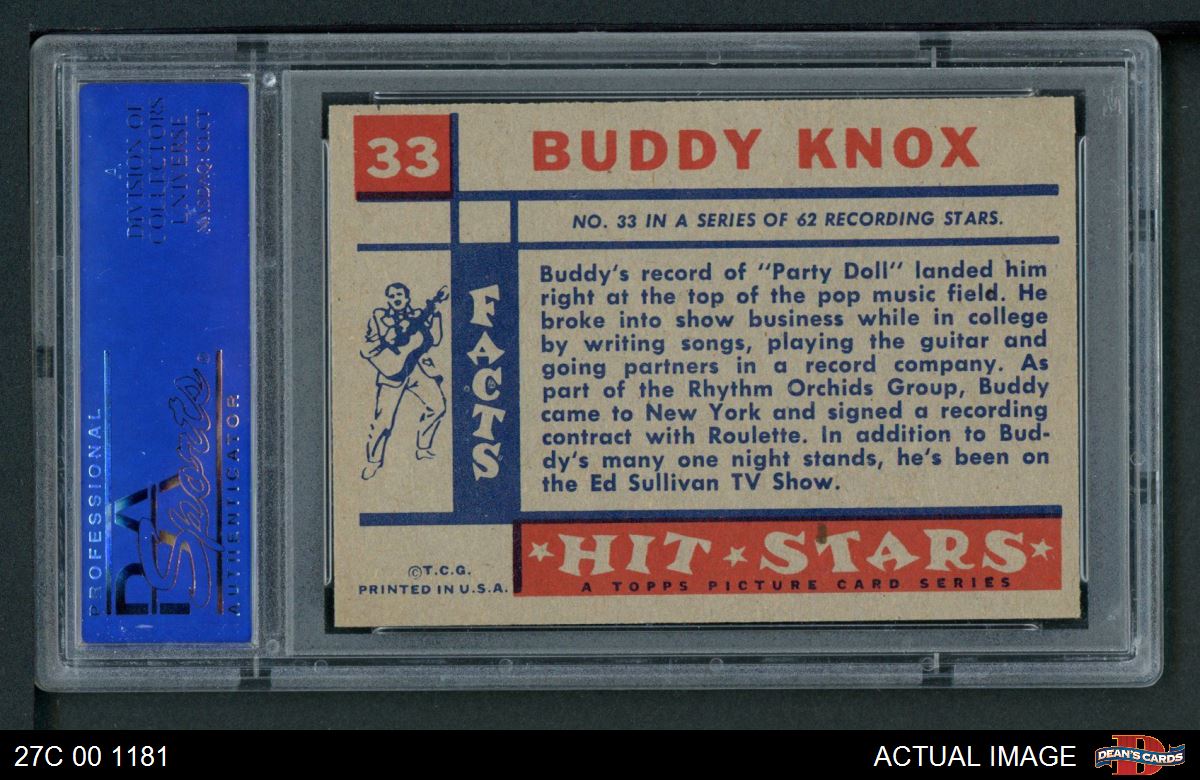 33
BUDDY KNOX
NO. 33 IN A SERIES OF 62 RECORDING STARS.
FACTS
Buddy's record of "Party Doll" landed him
right at the top of the pop music field. He
broke into show business while in college
by writing songs, playing the guitar and
going partners in a record company. As
part of the Rhythm Orchids Group, Buddy
came to New York and signed a recording
contract with Roulette. In addition to Bud-
dy's many one night stands, he's been on
the Ed Sullivan TV Show.
©T.C.G.
PRINTED IN U.S.A.
HIT STARS
A TOPPS PICTURE CARD SERIES
A
DIVISION OF
COLLECTORS
UNIVERSE
NASDAQ: CLCT
PROFESSIONAL
PSA
Sports
AUTHENTICATOR
27C 00 1181
ACTUAL IMAGE
DEAN'S CARDS